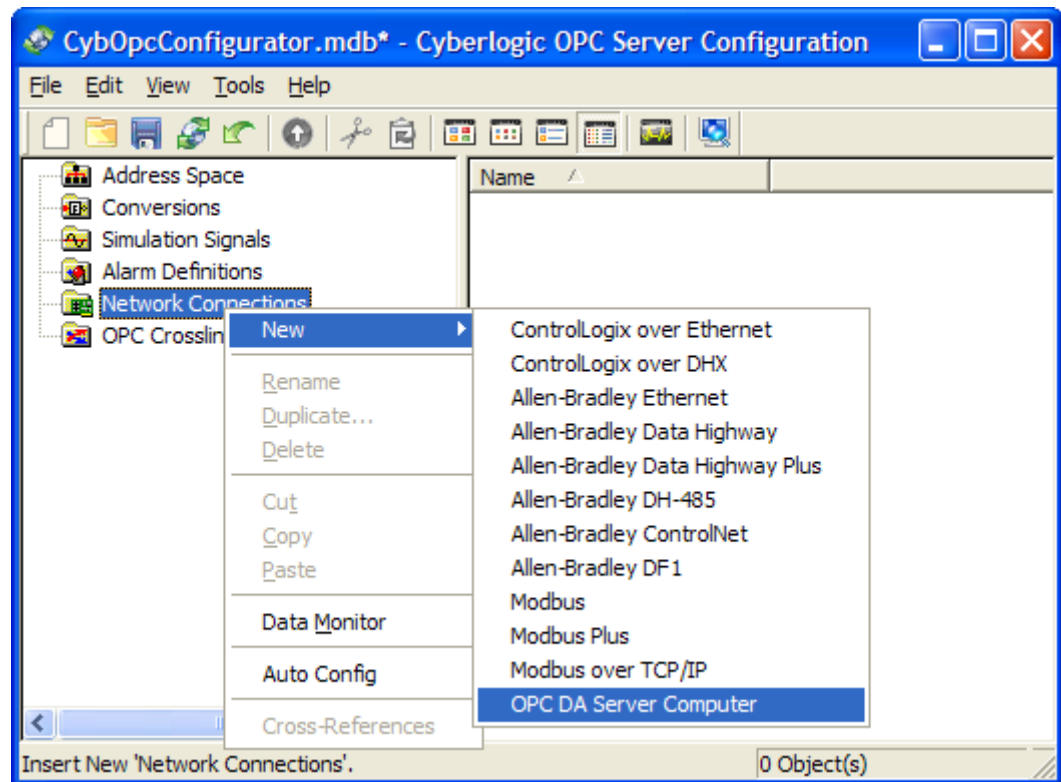 CybOpcConfigurator.mdb* - Cyberlogic OPC Server Configuration
File Edit View Tools Help
Address Space
Conversions
Simulation Signals
Alarm Definitions
Network Connections
OPC Crosslin
Name
New
Rename
Duplicate...
Delete
Cut
Copy
Paste
Data Monitor
Auto Config
Cross-References
ControlLogix over Ethernet
ControlLogix over DHX
Allen-Bradley Ethernet
Allen-Bradley Data Highway
Allen-Bradley Data Highway Plus
Allen-Bradley DH-485
Allen-Bradley ControlNet
Allen-Bradley DF1
Modbus
Modbus Plus
Modbus over TCP/IP
OPC DA Server Computer
Insert New 'Network Connections'.
0 Object(s)